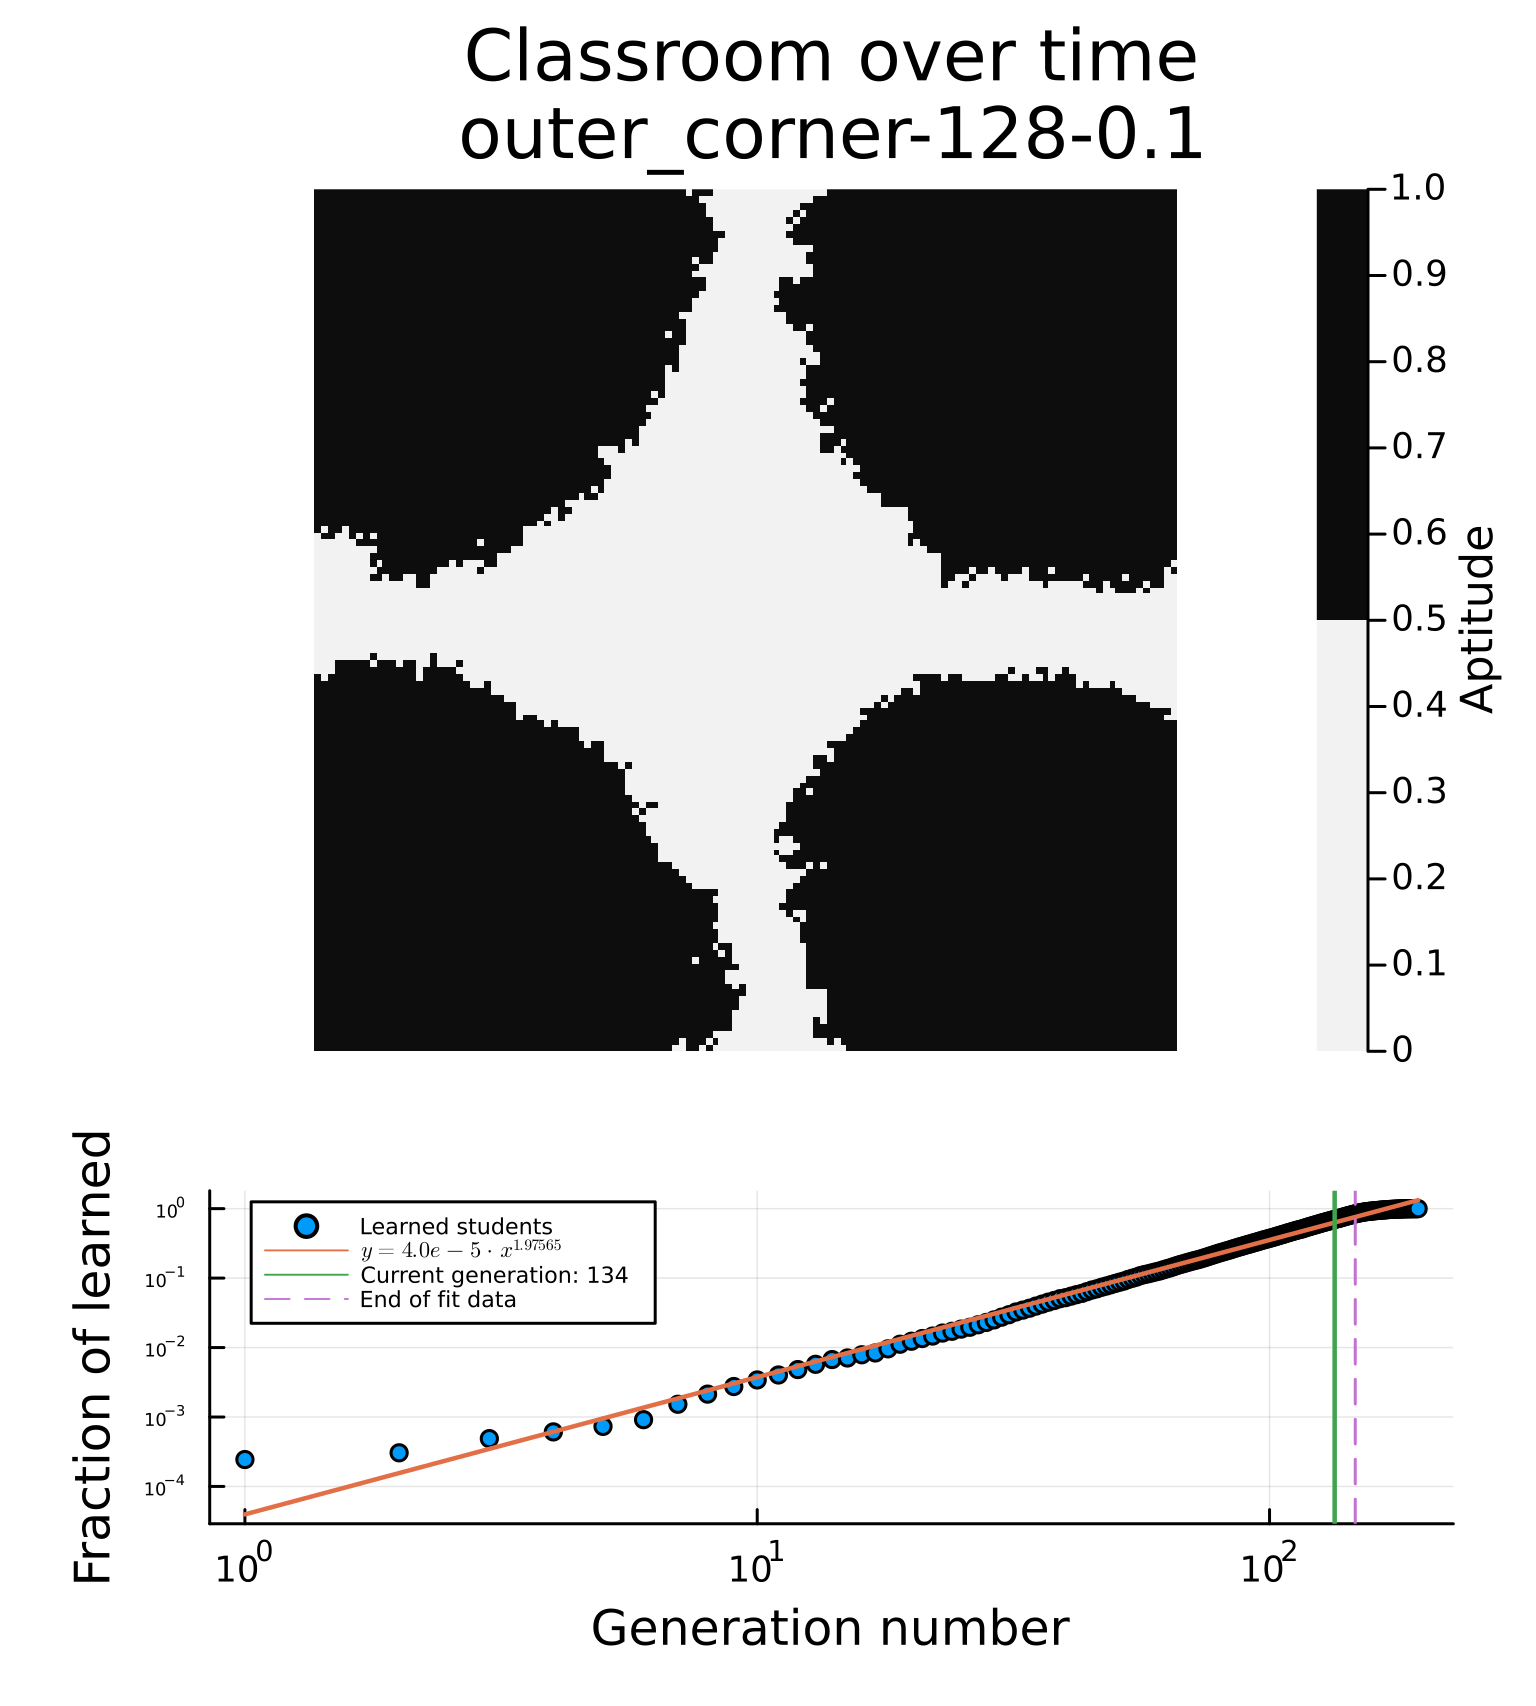 Classroom over time
outer_corner-128-0.1
1.0
0.9
0.8
0.7
0.6
0.5
0.4
0.3
0.2
0.1
0
Aptitude
Fraction of learned
10⁰
10⁻¹
10⁻²
10⁻³
10⁻⁴
Learned students
y = 4.0e − 5 · x^1.97565
Current generation: 134
End of fit data
10⁰ 10¹ 10²
Generation number